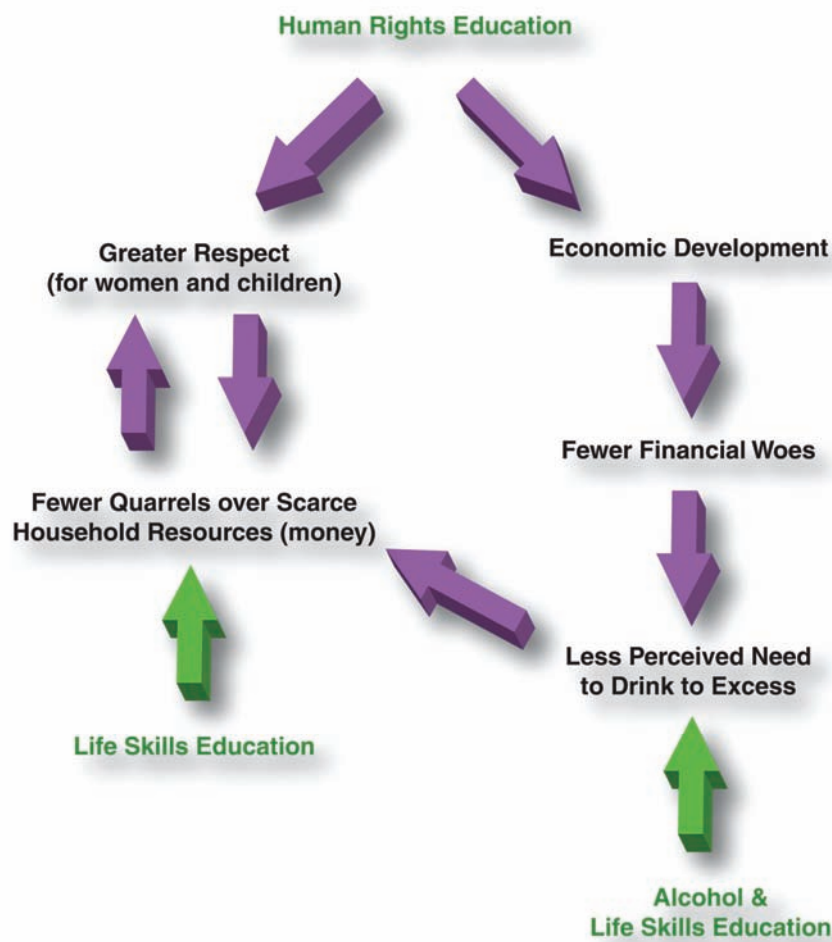 Human Rights Education
Greater Respect
(for women and children)
Economic Development
Fewer Financial Woes
Fewer Quarrels over Scarce
Household Resources (money)
Less Perceived Need
to Drink to Excess
Life Skills Education
Alcohol &
Life Skills Education